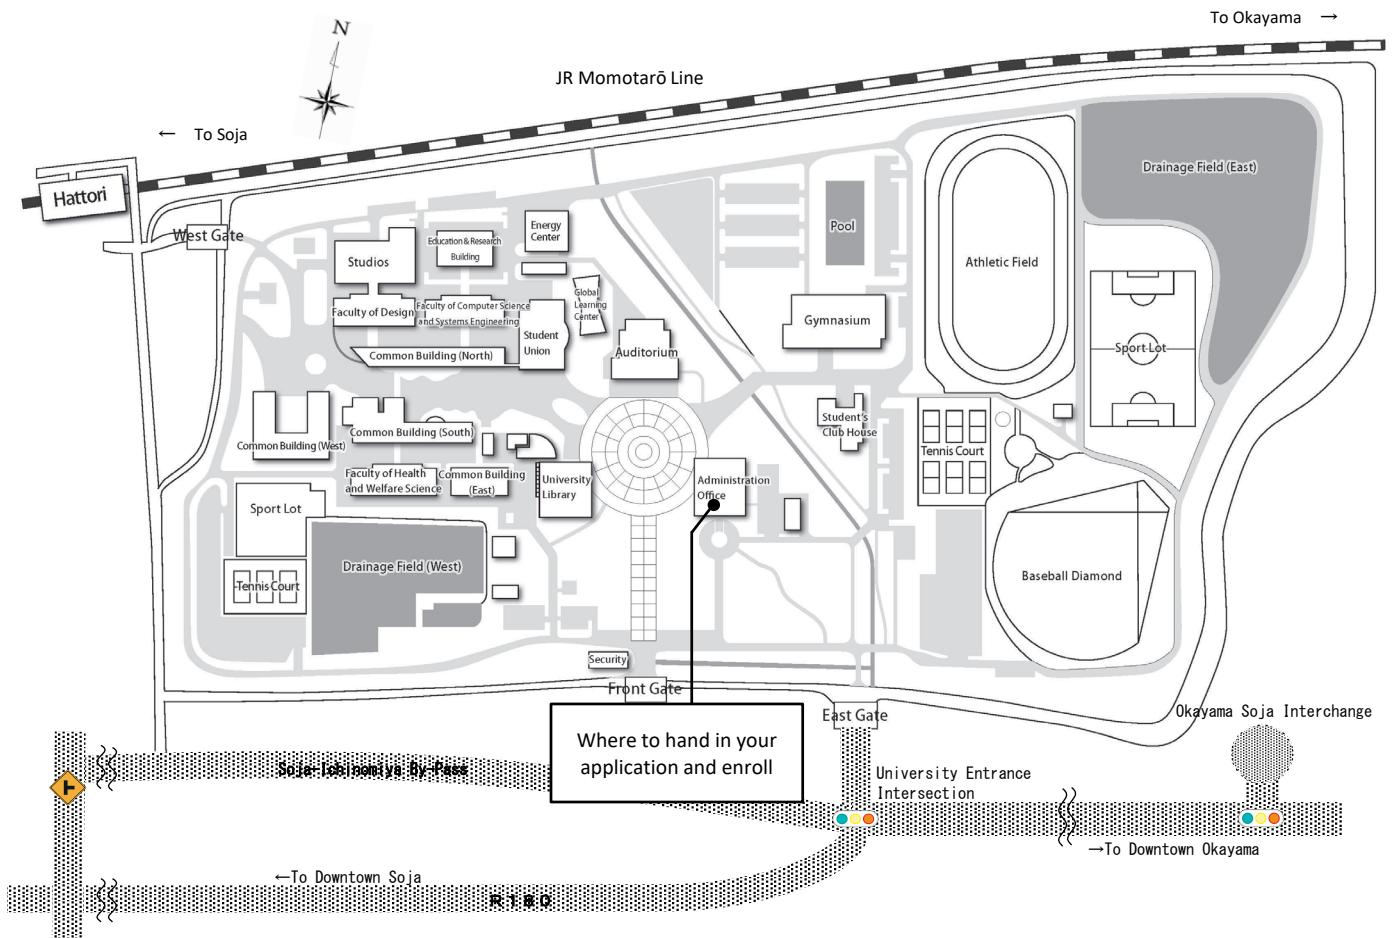 To Okayama →
N
JR Momotarō Line
← To Soja
Hattori
West Gate
Drainage Field (East)
Energy
Center
Pool
Education & Research
Building
Studios
Athletic Field
Global
Learning
Center
Faculty of Design
Faculty of Computer Science
and Systems Engineering
Student
Union
Gymnasium
Common Building (North)
Auditorium
Sport Lot
Common Building (West)
Common Building (South)
Student's
Club House
Tennis Court
Faculty of Health
and Welfare Science
Common Building
(East)
University
Library
Administration
Office
Sport Lot
Drainage Field (West)
Tennis Court
Baseball Diamond
Security
Front Gate
East Gate
Okayama Soja Interchange
Where to hand in your
application and enroll
Soja-Ichinomiya By-Pass
University Entrance
Intersection
→To Downtown Okayama
←To Downtown Soja
R180